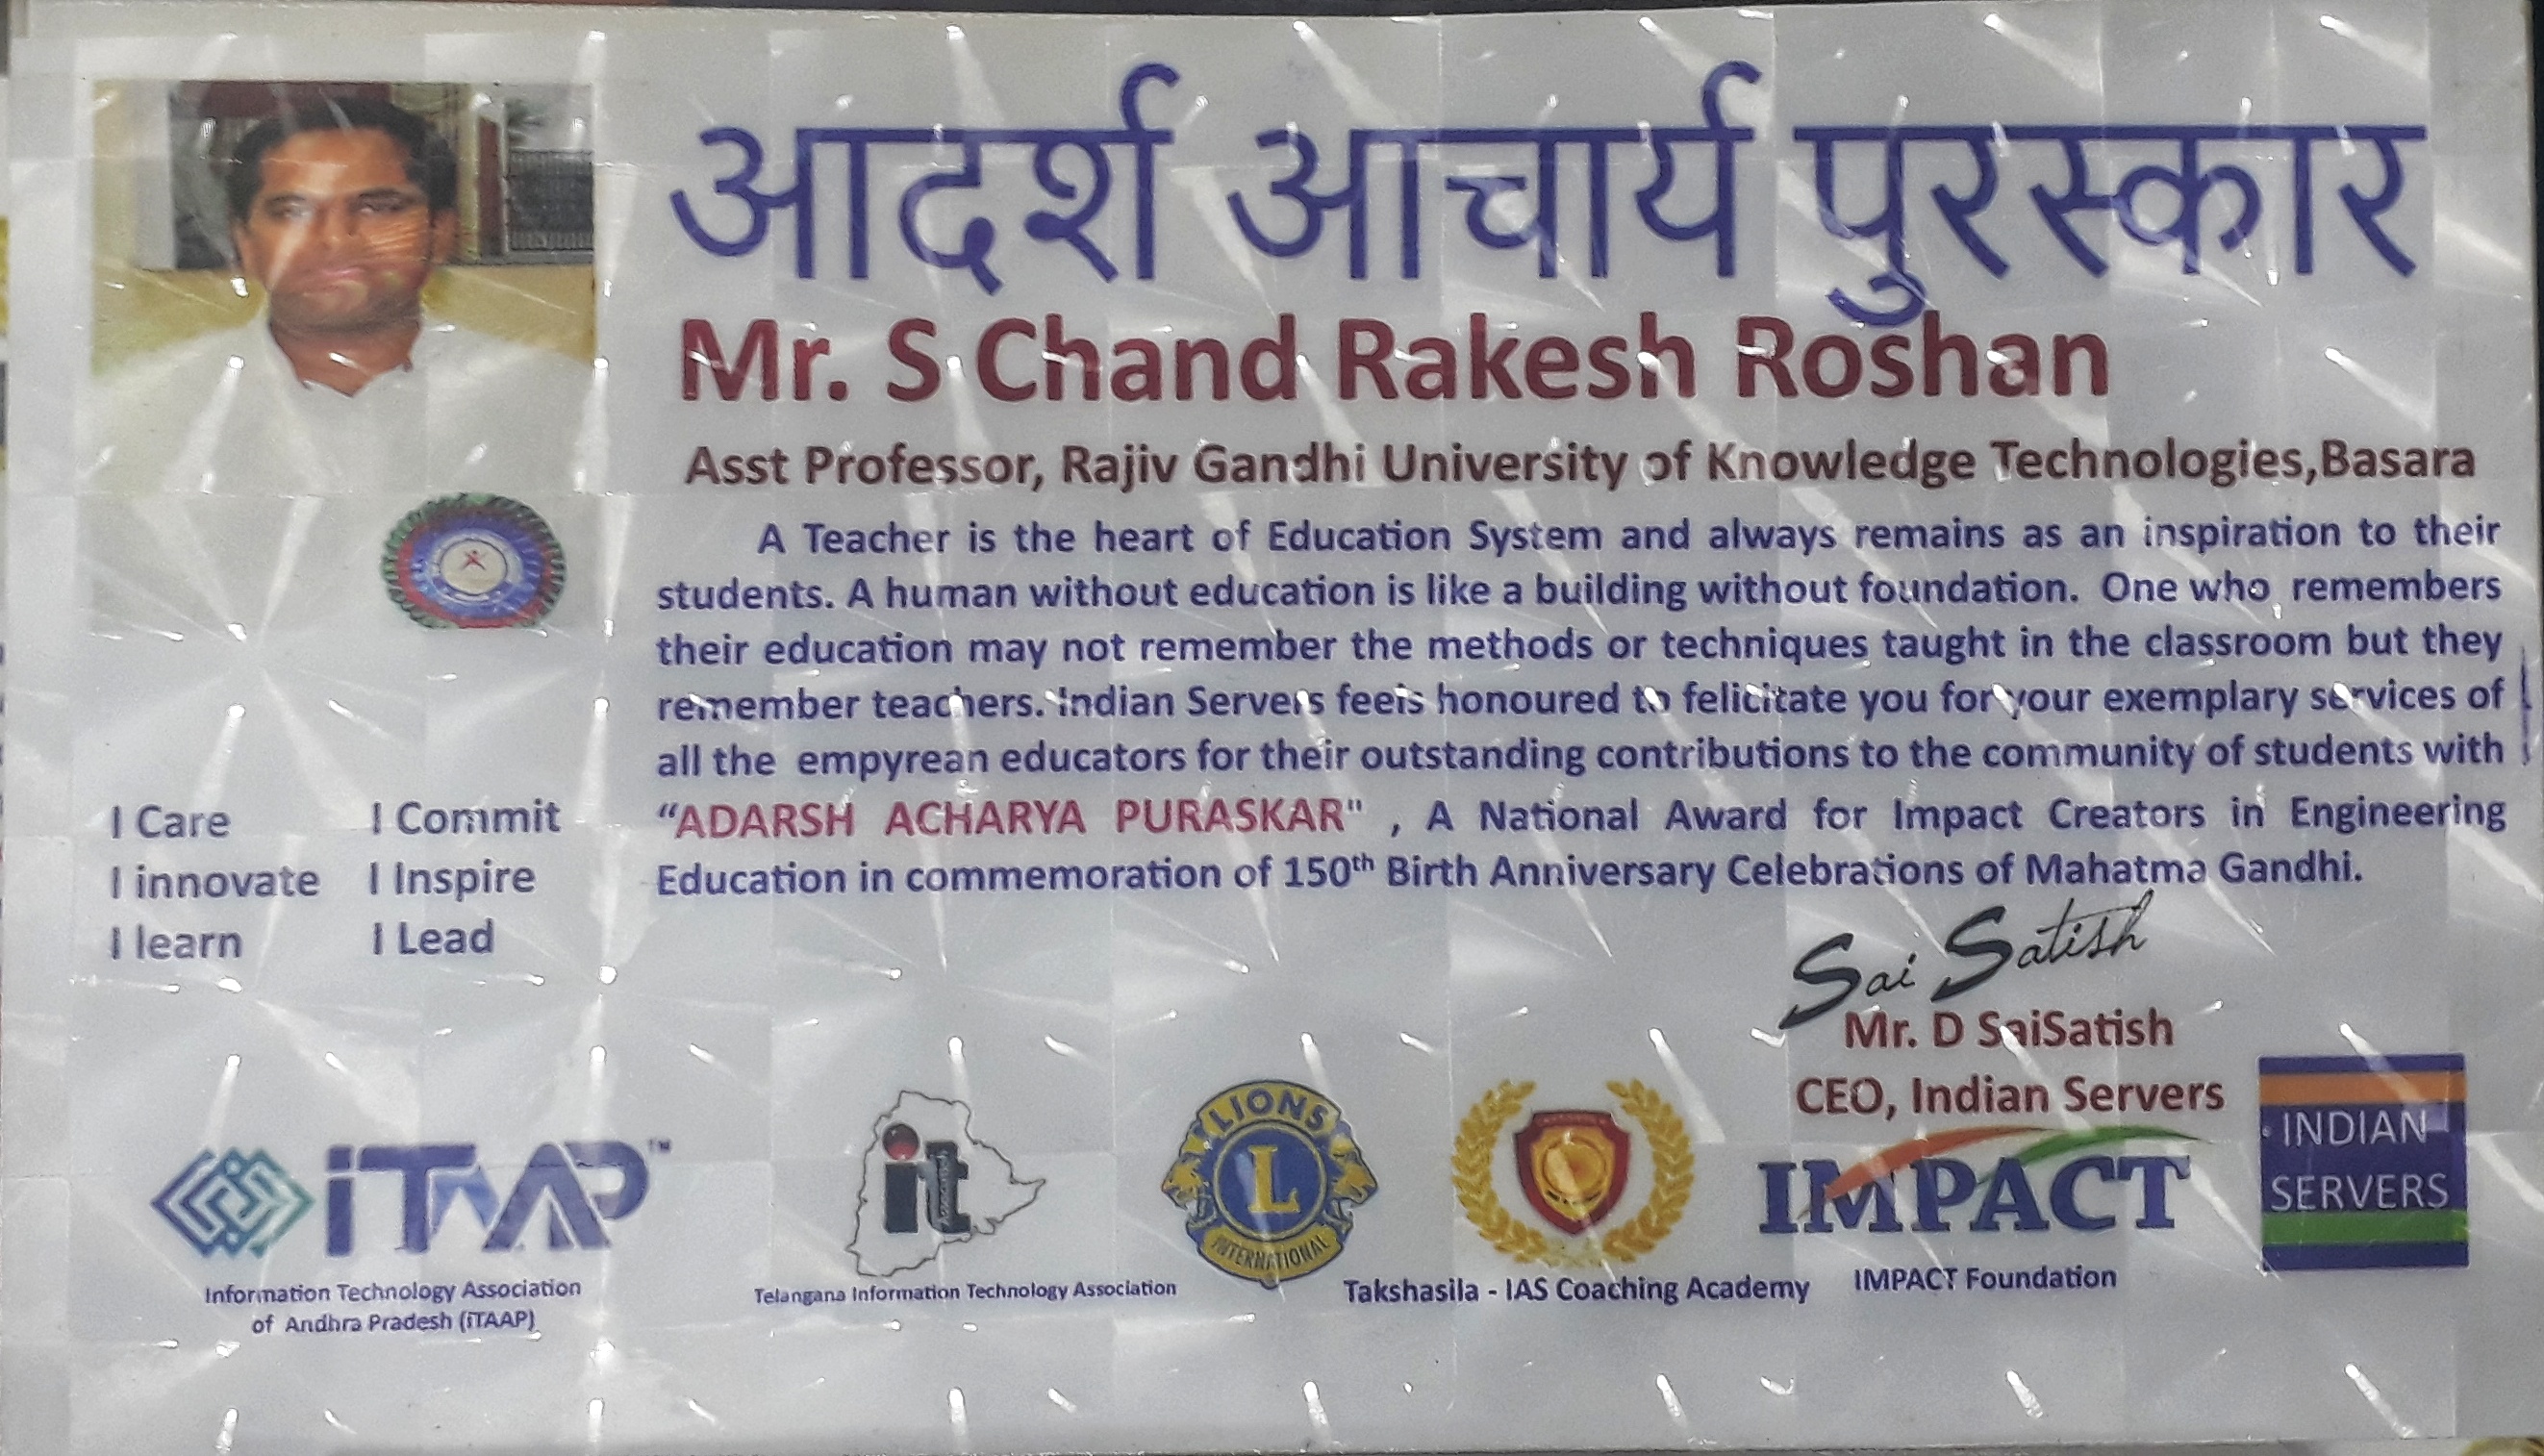 आदर्श आचार्य पुरस्कार
Mr. S Chand Rakesh Roshan
Asst Professor, Rajiv Gandhi University of Knowledge Technologies,Basara
A Teacher is the heart of Education System and always remains as an inspiration to their
students. A human without education is like a building without foundation. One who remembers
their education may not remember the methods or techniques taught in the classroom but they
remember teachers. Indian Servers feels honoured to felicitate you for your exemplary services of
all the empyrean educators for their outstanding contributions to the community of students with
“ADARSH ACHARYA PURASKAR" , A National Award for Impact Creators in Engineering
Education in commemoration of 150th Birth Anniversary Celebrations of Mahatma Gandhi.
I Care I Commit
I innovate I Inspire
I learn I Lead
Sai Satish
Mr. D SaiSatish
CEO, Indian Servers
iTAAP™
Information Technology Association
of Andhra Pradesh (iTAAP)
it
Telangana Information Technology Association
LIONS
L
INTERNATIONAL
Takshasila - IAS Coaching Academy
IMPACT
IMPACT Foundation
INDIAN
SERVERS